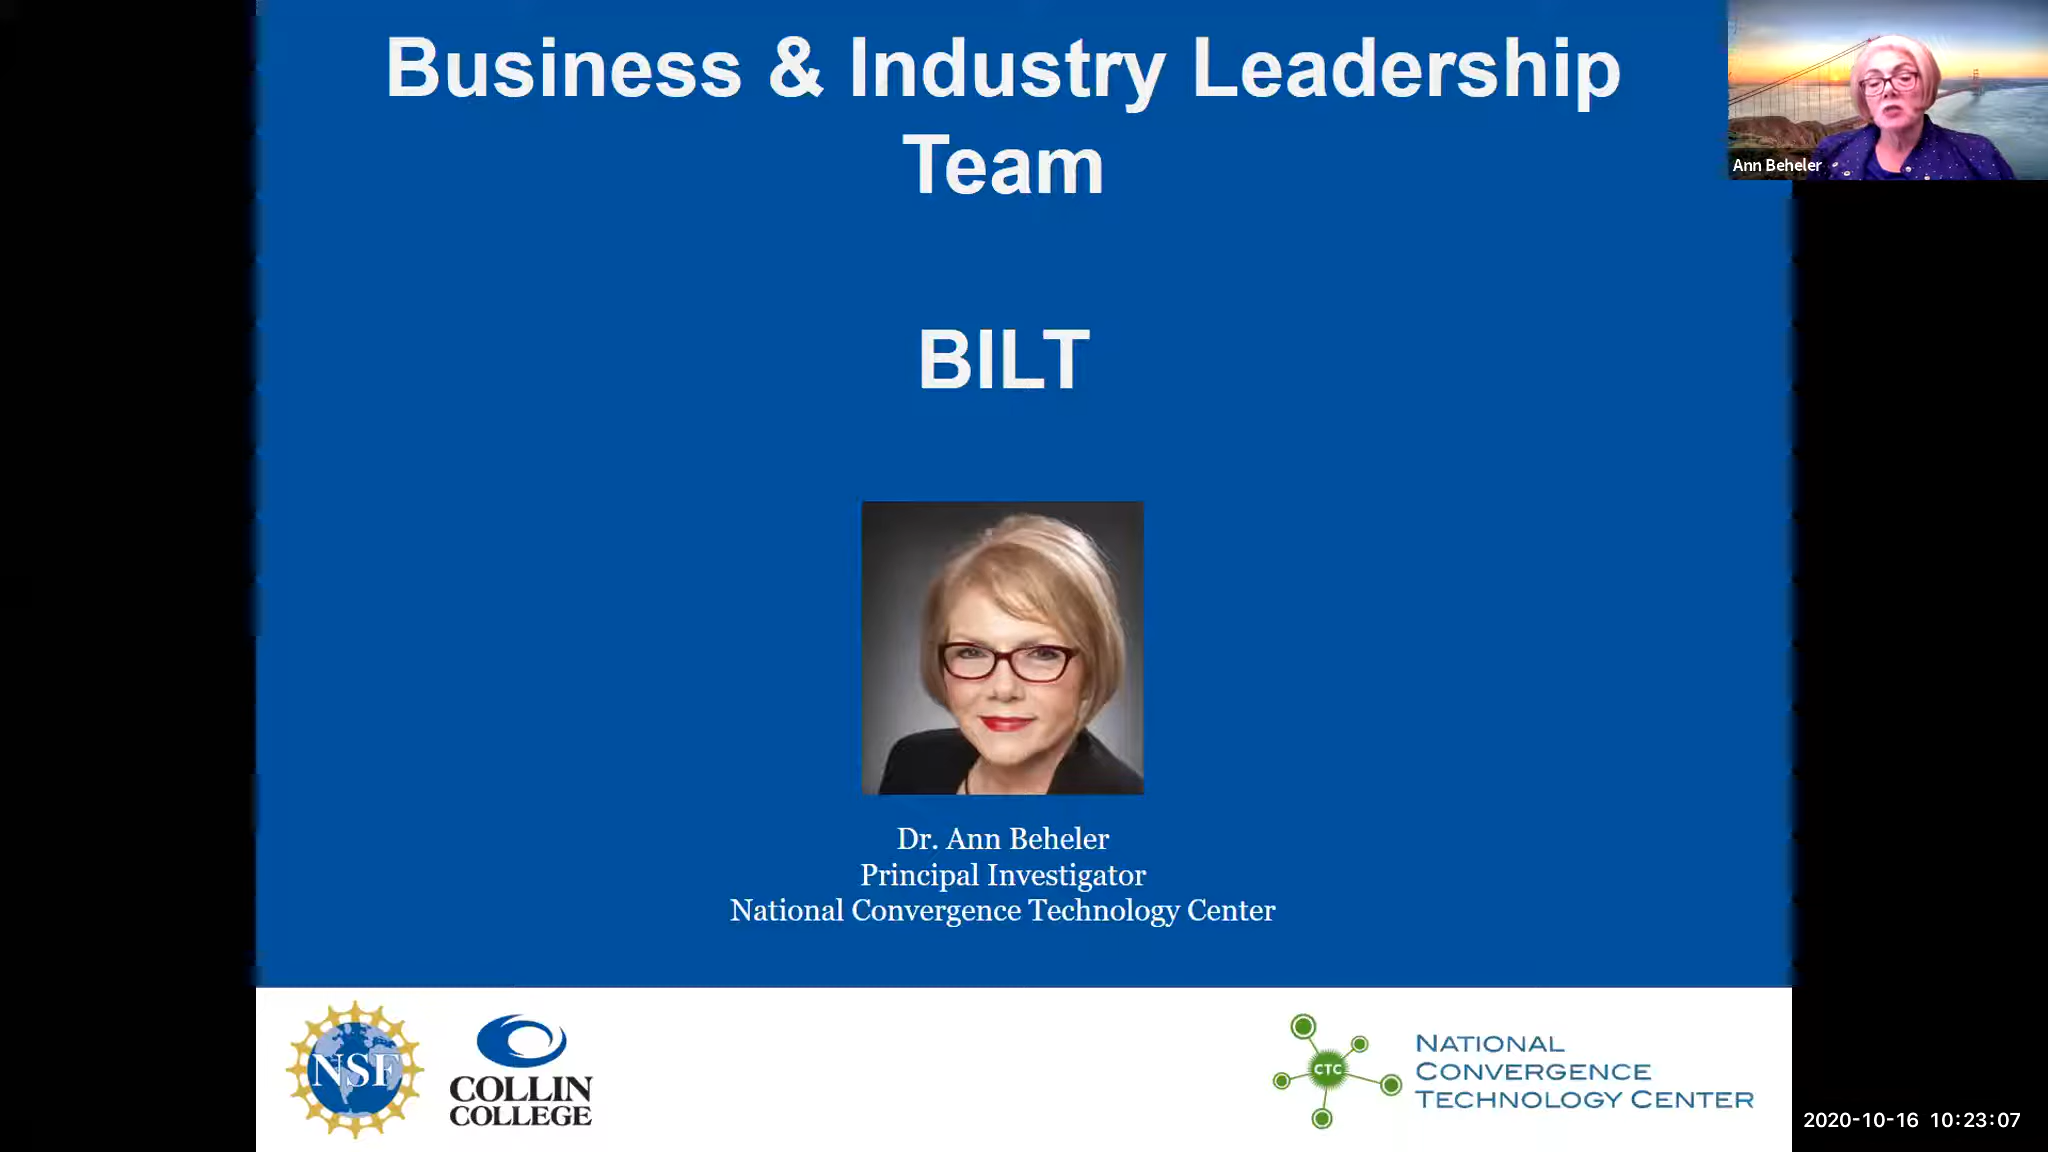 Business & Industry Leadership
Team
BILT
Ann Beheler
Dr. Ann Beheler
Principal Investigator
National Convergence Technology Center
NSF
COLLIN
COLLEGE
CTC
NATIONAL
CONVERGENCE
TECHNOLOGY CENTER
2020-10-16 10:23:07